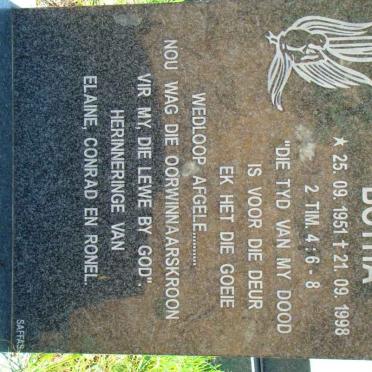 BOTHA
★ 25. 09. 1951 † 21. 09. 1998
2 TIM. 4 : 6 - 8
"DIE TYD VAN MY DOOD
IS VOOR DIE DEUR
EK HET DIE GOEIE
WEDLOOP AFGELE...........
NOU WAG DIE OORWINNAARSKROON
VIR MY, DIE LEWE BY GOD".
HERINNERINGE VAN
ELAINE, CONRAD EN RONEL.
SAFFAS